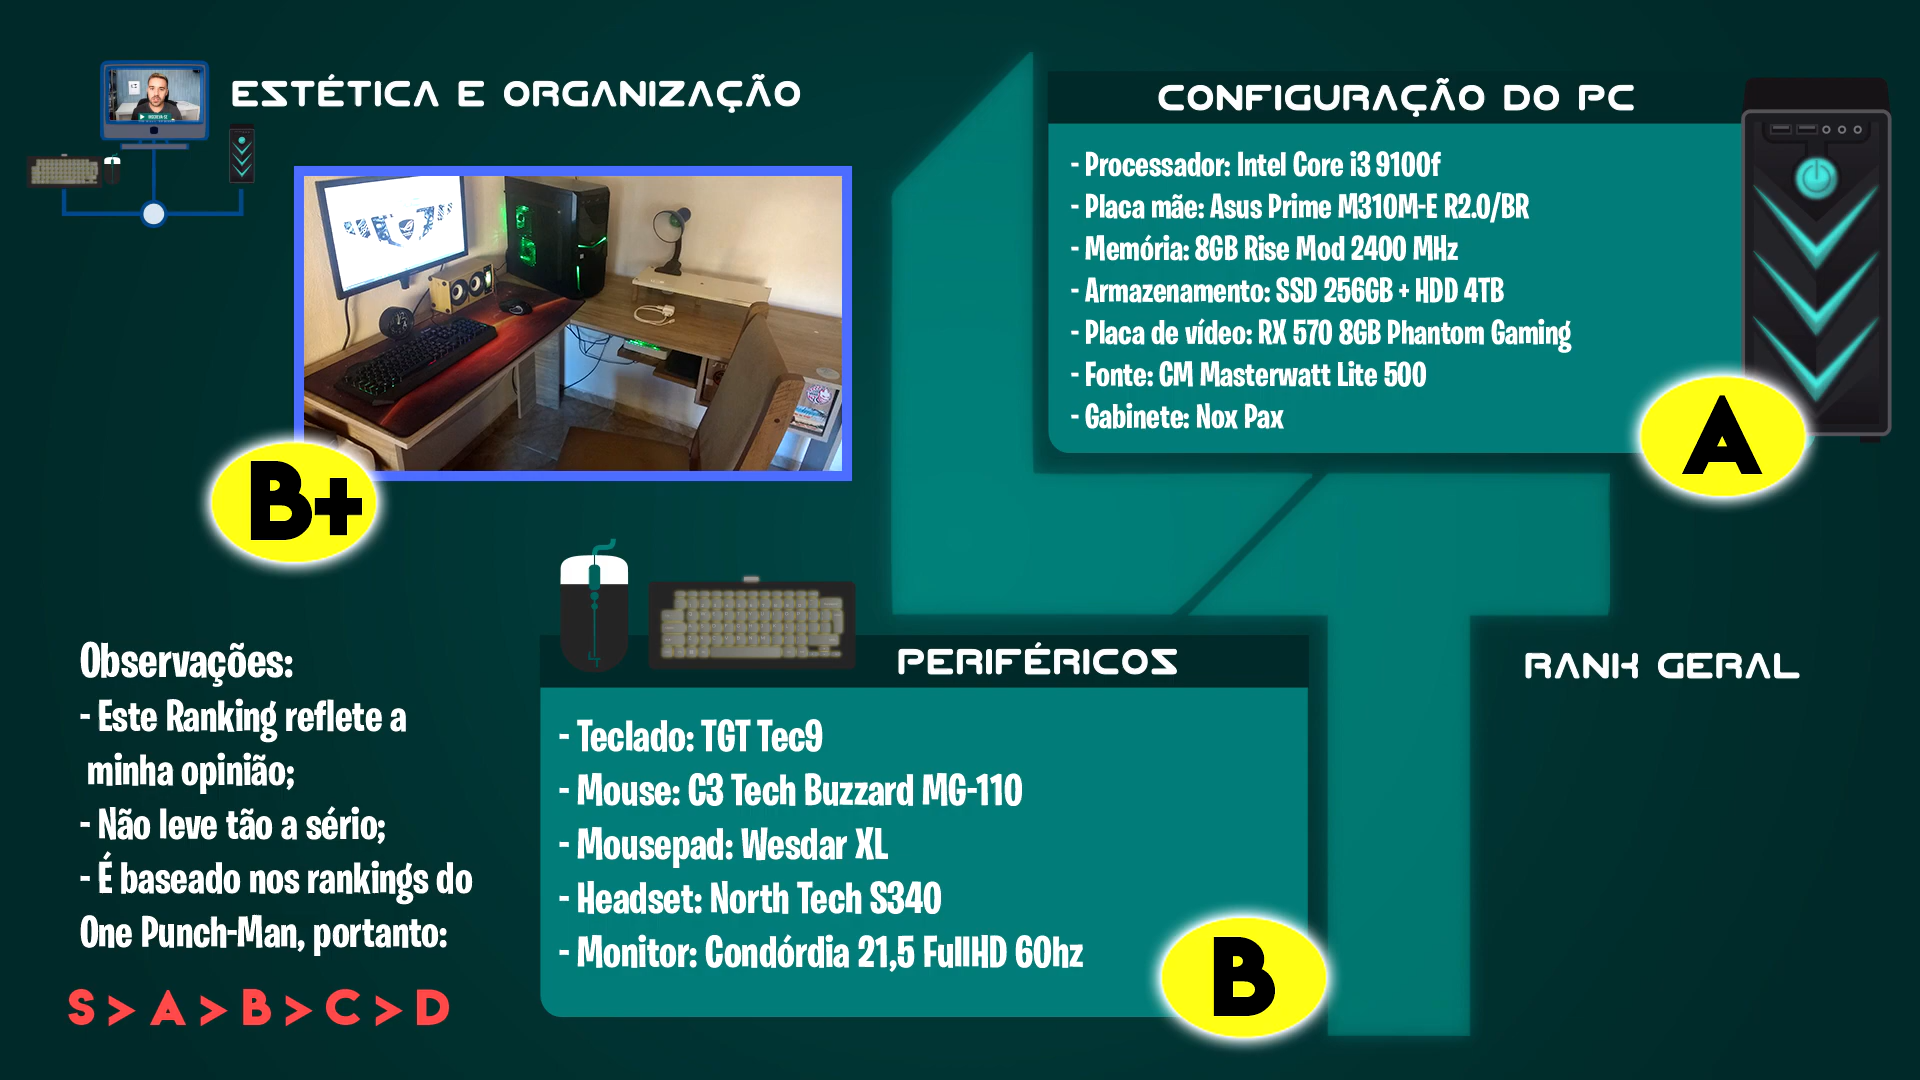 ESTÉTICA E ORGANIZAÇÃO
B+
CONFIGURAÇÃO DO PC
- Processador: Intel Core i3 9100f
- Placa mãe: Asus Prime M310M-E R2.0/BR
- Memória: 8GB Rise Mod 2400 MHz
- Armazenamento: SSD 256GB + HDD 4TB
- Placa de vídeo: RX 570 8GB Phantom Gaming
- Fonte: CM Masterwatt Lite 500
- Gabinete: Nox Pax
A
Observações:
- Este Ranking reflete a
minha opinião;
- Não leve tão a sério;
- É baseado nos rankings do
One Punch-Man, portanto:
S > A > B > C > D
PERIFÉRICOS
- Teclado: TGT Tec9
- Mouse: C3 Tech Buzzard MG-110
- Mousepad: Wesdar XL
- Headset: North Tech S340
- Monitor: Condórdia 21,5 FullHD 60hz
B
RANK GERAL